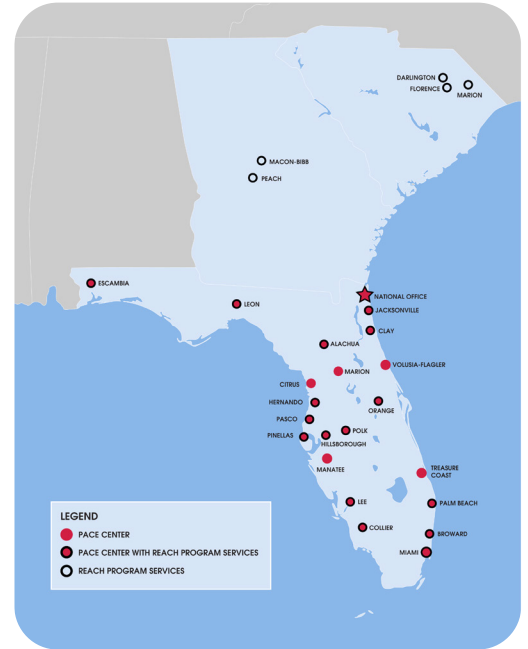 DARLINGTON
FLORENCE
MARION
MACON-BIBB
PEACH
ESCAMBIA
LEON
NATIONAL OFFICE
JACKSONVILLE
CLAY
ALACHUA
VOLUSIA-FLAGLER
MARION
CITRUS
HERNANDO
ORANGE
PASCO
POLK
PINELLAS
HILLSBOROUGH
MANATEE
TREASURE
COAST
LEE
PALM BEACH
COLLIER
BROWARD
MIAMI
LEGEND
PACE CENTER
PACE CENTER WITH REACH PROGRAM SERVICES
REACH PROGRAM SERVICES